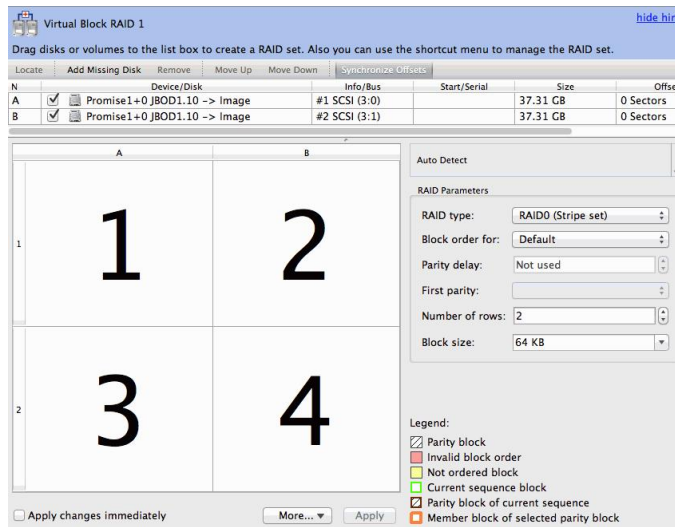 Virtual Block RAID 1
hide hin
Drag disks or volumes to the list box to create a RAID set. Also you can use the shortcut menu to manage the RAID set.
Locate Add Missing Disk Remove Move Up Move Down Synchronize Offsets
N Device/Disk Info/Bus Start/Serial Size Offse
A Promise1+0 JBOD1.10 -> Image #1 SCSI (3:0) 37.31 GB 0 Sectors
B Promise1+0 JBOD1.10 -> Image #2 SCSI (3:1) 37.31 GB 0 Sectors
A B
1 1 2
2 3 4
Auto Detect
RAID Parameters
RAID type: RAID0 (Stripe set)
Block order for: Default
Parity delay: Not used
First parity:
Number of rows: 2
Block size: 64 KB
Legend:
Parity block
Invalid block order
Not ordered block
Current sequence block
Parity block of current sequence
Member block of selected parity block
Apply changes immediately More... Apply